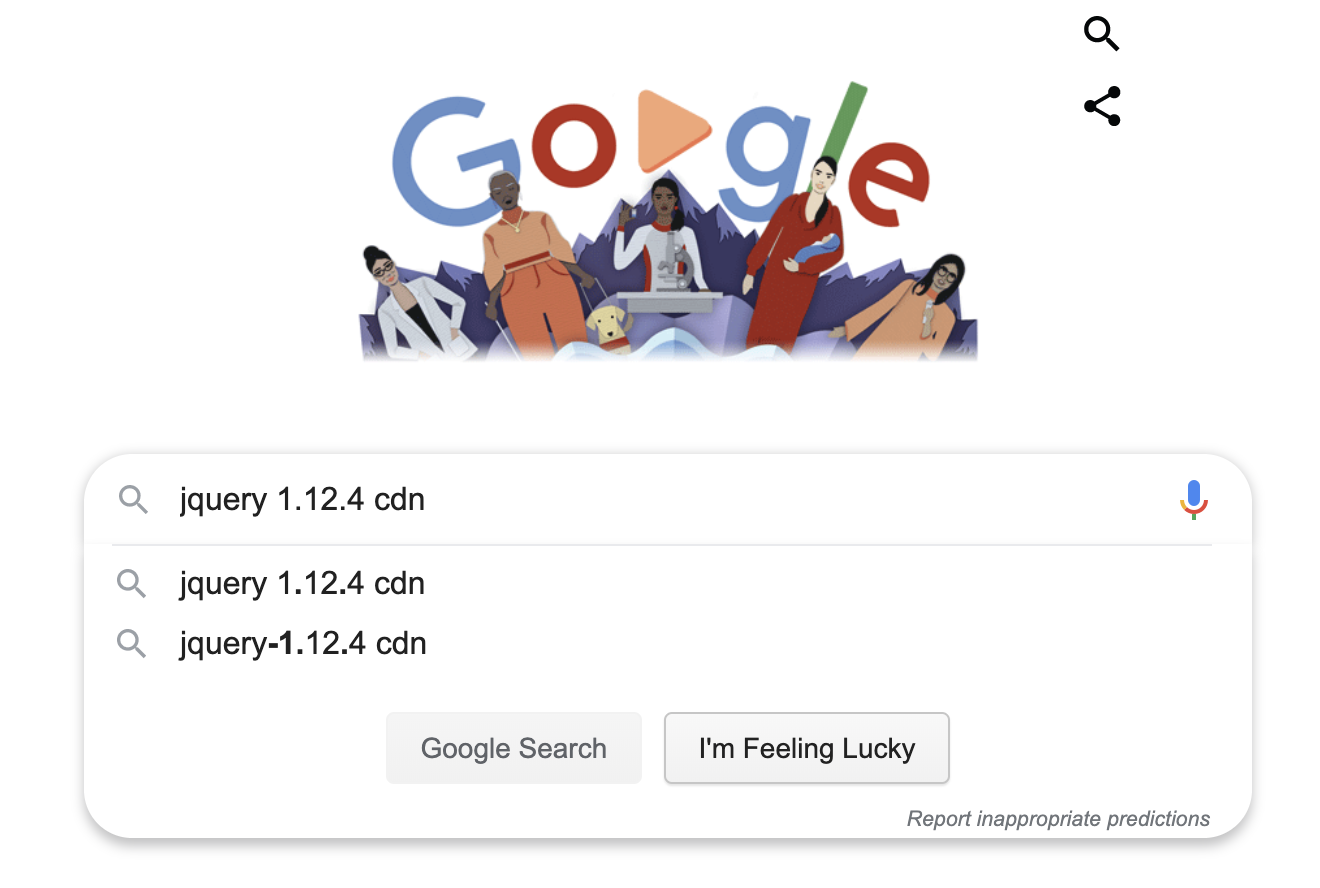 Google
jquery 1.12.4 cdn
jquery 1.12.4 cdn
jquery-1.12.4 cdn
Google Search
I'm Feeling Lucky
Report inappropriate predictions